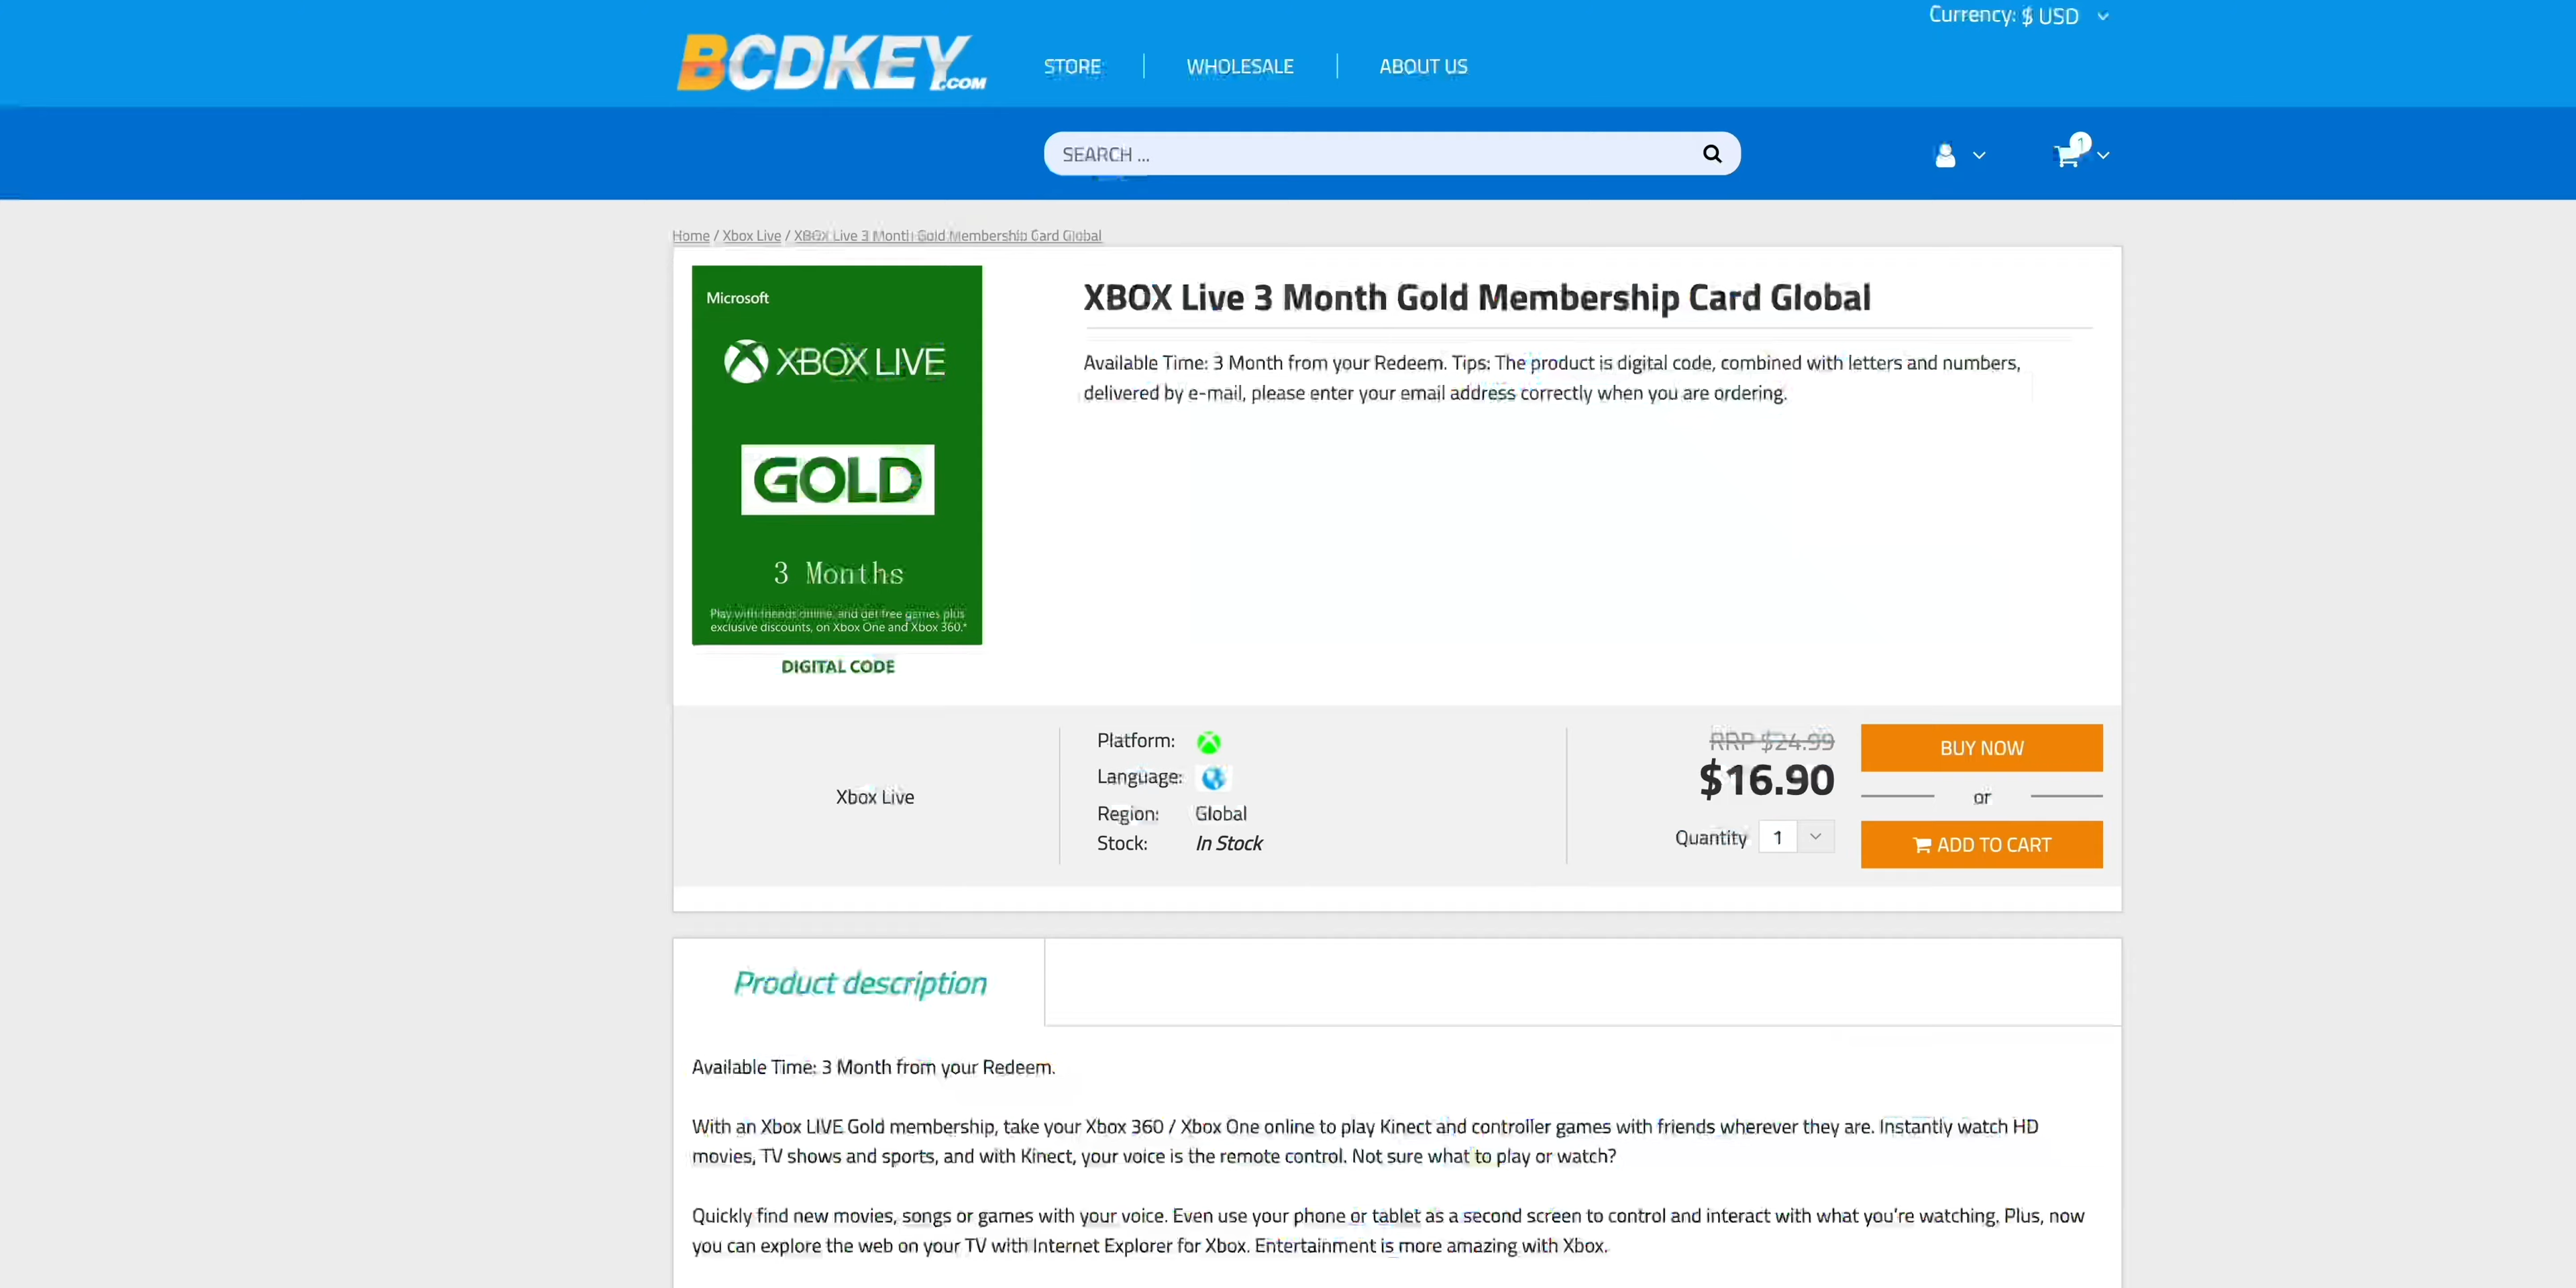 Currency: $ USD
BCDKEY.COM
STORE
WHOLESALE
ABOUT US
SEARCH ...
1
Home / Xbox Live / XBOX Live 3 Month Gold Membership Card Global
Microsoft
XBOX LIVE
GOLD
3 Months
Play with friends online, and get free games plus
exclusive discounts, on Xbox One and Xbox 360.*
DIGITAL CODE
XBOX Live 3 Month Gold Membership Card Global
Available Time: 3 Month from your Redeem. Tips: The product is digital code, combined with letters and numbers,
delivered by e-mail, please enter your email address correctly when you are ordering.
Xbox Live
Platform:
Language:
Region: Global
Stock: In Stock
RRP $24.99
$16.90
Quantity 1
BUY NOW
or
ADD TO CART
Product description
Available Time: 3 Month from your Redeem.
With an Xbox LIVE Gold membership, take your Xbox 360 / Xbox One online to play Kinect and controller games with friends wherever they are. Instantly watch HD
movies, TV shows and sports, and with Kinect, your voice is the remote control. Not sure what to play or watch?
Quickly find new movies, songs or games with your voice. Even use your phone or tablet as a second screen to control and interact with what you're watching. Plus, now
you can explore the web on your TV with Internet Explorer for Xbox. Entertainment is more amazing with Xbox.